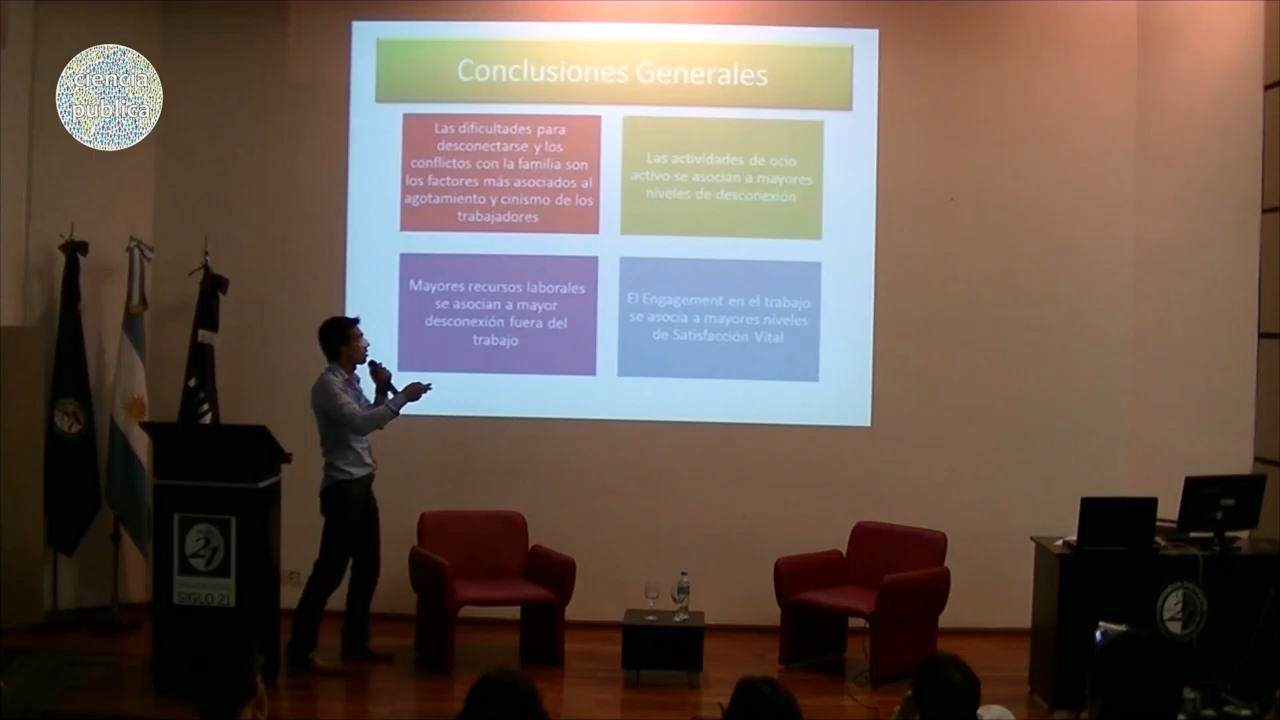 ciencia
pública
Conclusiones Generales
Las dificultades para
desconectarse y los
conflictos con la familia son
los factores más asociados al
agotamiento y cinismo de los
trabajadores
Las actividades de ocio
activo se asocian a mayores
niveles de desconexión
Mayores recursos laborales
se asocian a mayor
desconexión fuera del
trabajo
El Engagement en el trabajo
se asocia a mayores niveles
de Satisfacción Vital
21
SIGLO 21
21